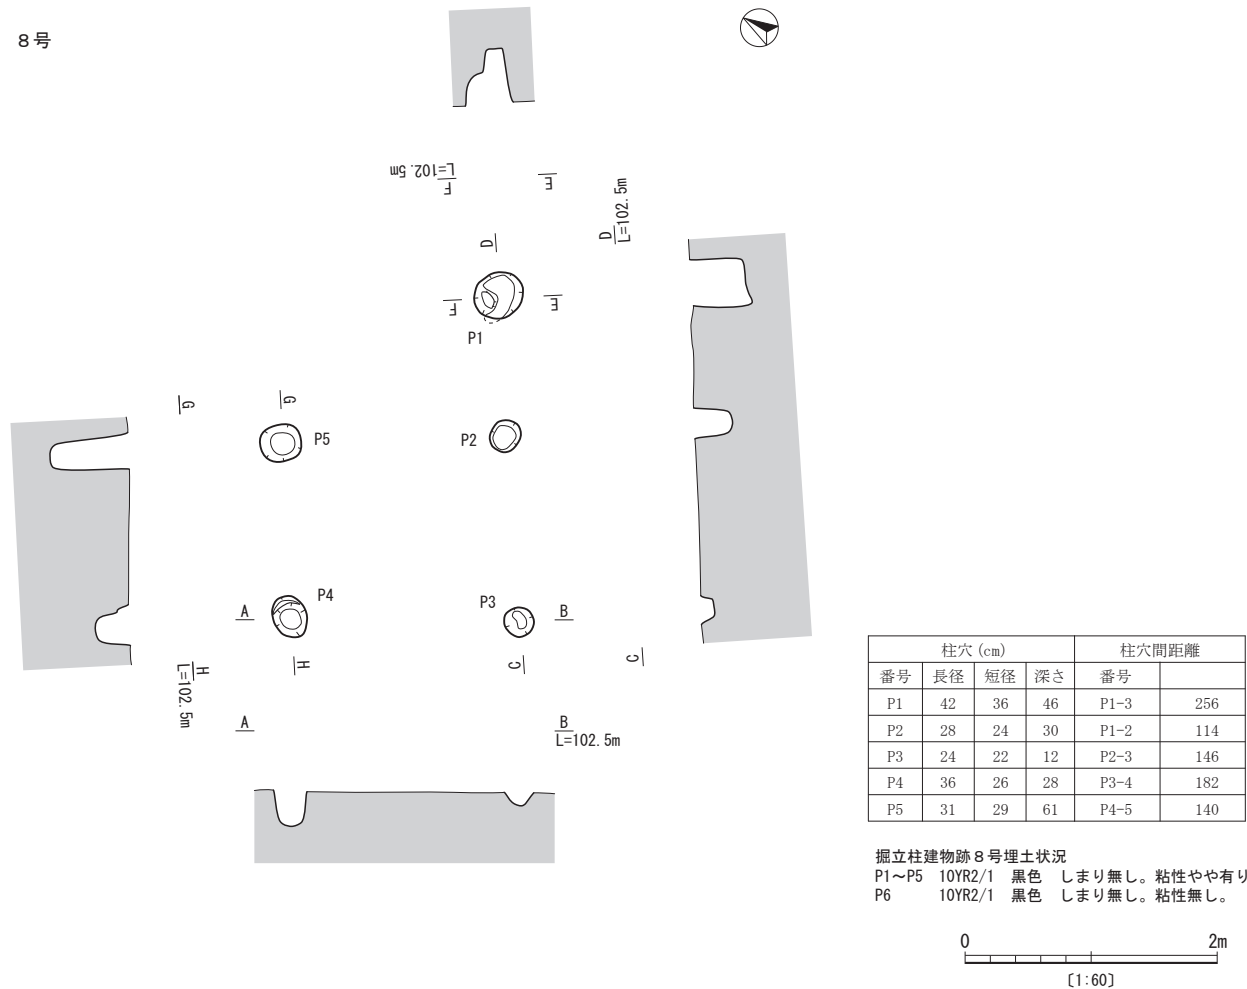 8号
L=102.5m
F
E
D
L=102.5m
D
F
E
P1
G
G
P5
P2
A
P4
P3
B
H
L=102.5m
H
C
C
A
B
L=102.5m
柱穴(cm) 柱穴間距離
番号 長径 短径 深さ 番号
P1 42 36 46 P1-3 256
P2 28 24 30 P1-2 114
P3 24 22 12 P2-3 146
P4 36 26 28 P3-4 182
P5 31 29 61 P4-5 140
掘立柱建物跡8号埋土状況
P1～P5 10YR2/1 黒色 しまり無し。粘性やや有り
P6 10YR2/1 黒色 しまり無し。粘性無し。
0 2m
〔1:60〕